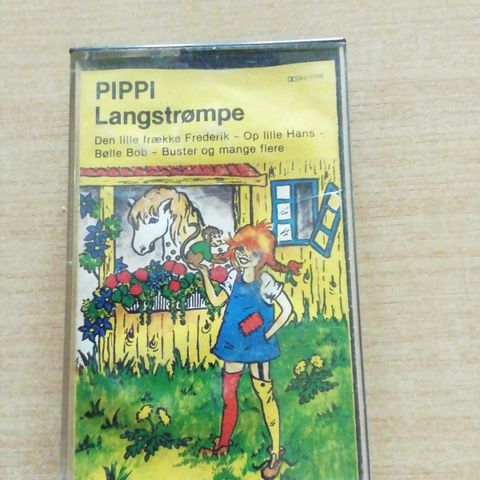 PIPPI
Langstrømpe
Den lille frække Frederik – Op lille Hans –
Bølle Bob – Buster og mange flere